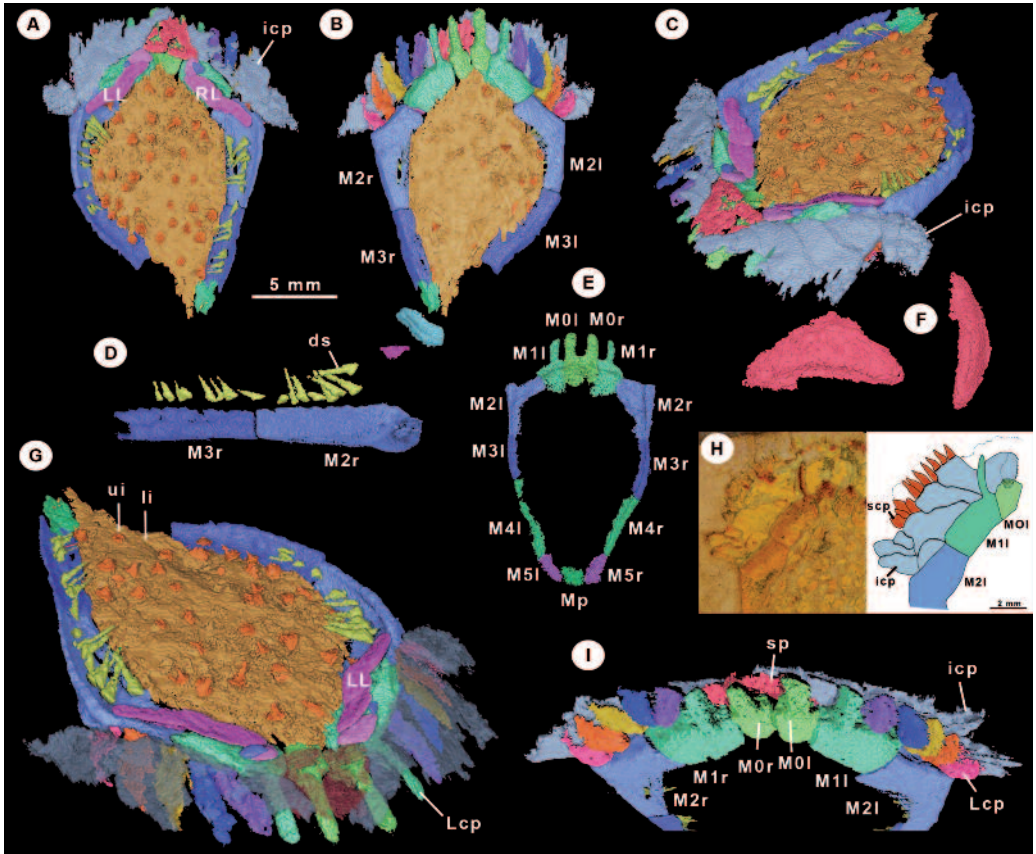 A
icp
LL
RL
B
M2r
M2l
M3r
M3l
C
icp
5 mm
D
ds
M3r
M2r
E
M0l M0r
M1l
M1r
M2l
M2r
M3l
M3r
M4l
M4r
M5l
M5r
Mp
F
G
ui
li
LL
Lcp
H
scp
icp
M0l
M1l
M2l
2 mm
I
sp
icp
M0r
M0l
M1r
M1l
M2r
M2l
Lcp